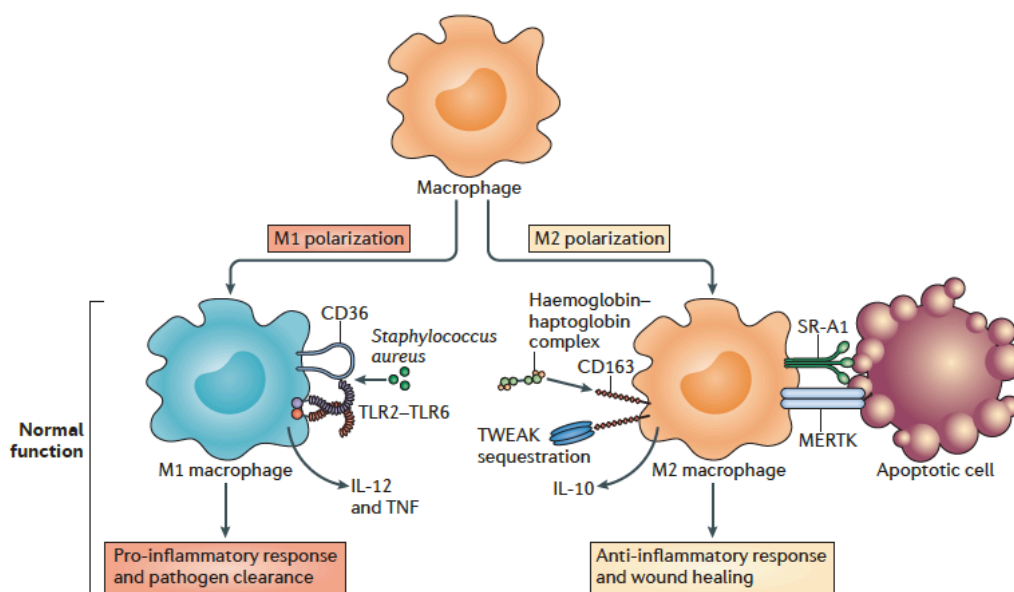 Macrophage
M1 polarization
M2 polarization
CD36
Staphylococcus
aureus
TLR2–TLR6
M1 macrophage
IL-12
and TNF
Haemoglobin–
haptoglobin
complex
CD163
TWEAK
sequestration
IL-10
M2 macrophage
SR-A1
MERTK
Apoptotic cell
Normal
function
Pro-inflammatory response
and pathogen clearance
Anti-inflammatory response
and wound healing